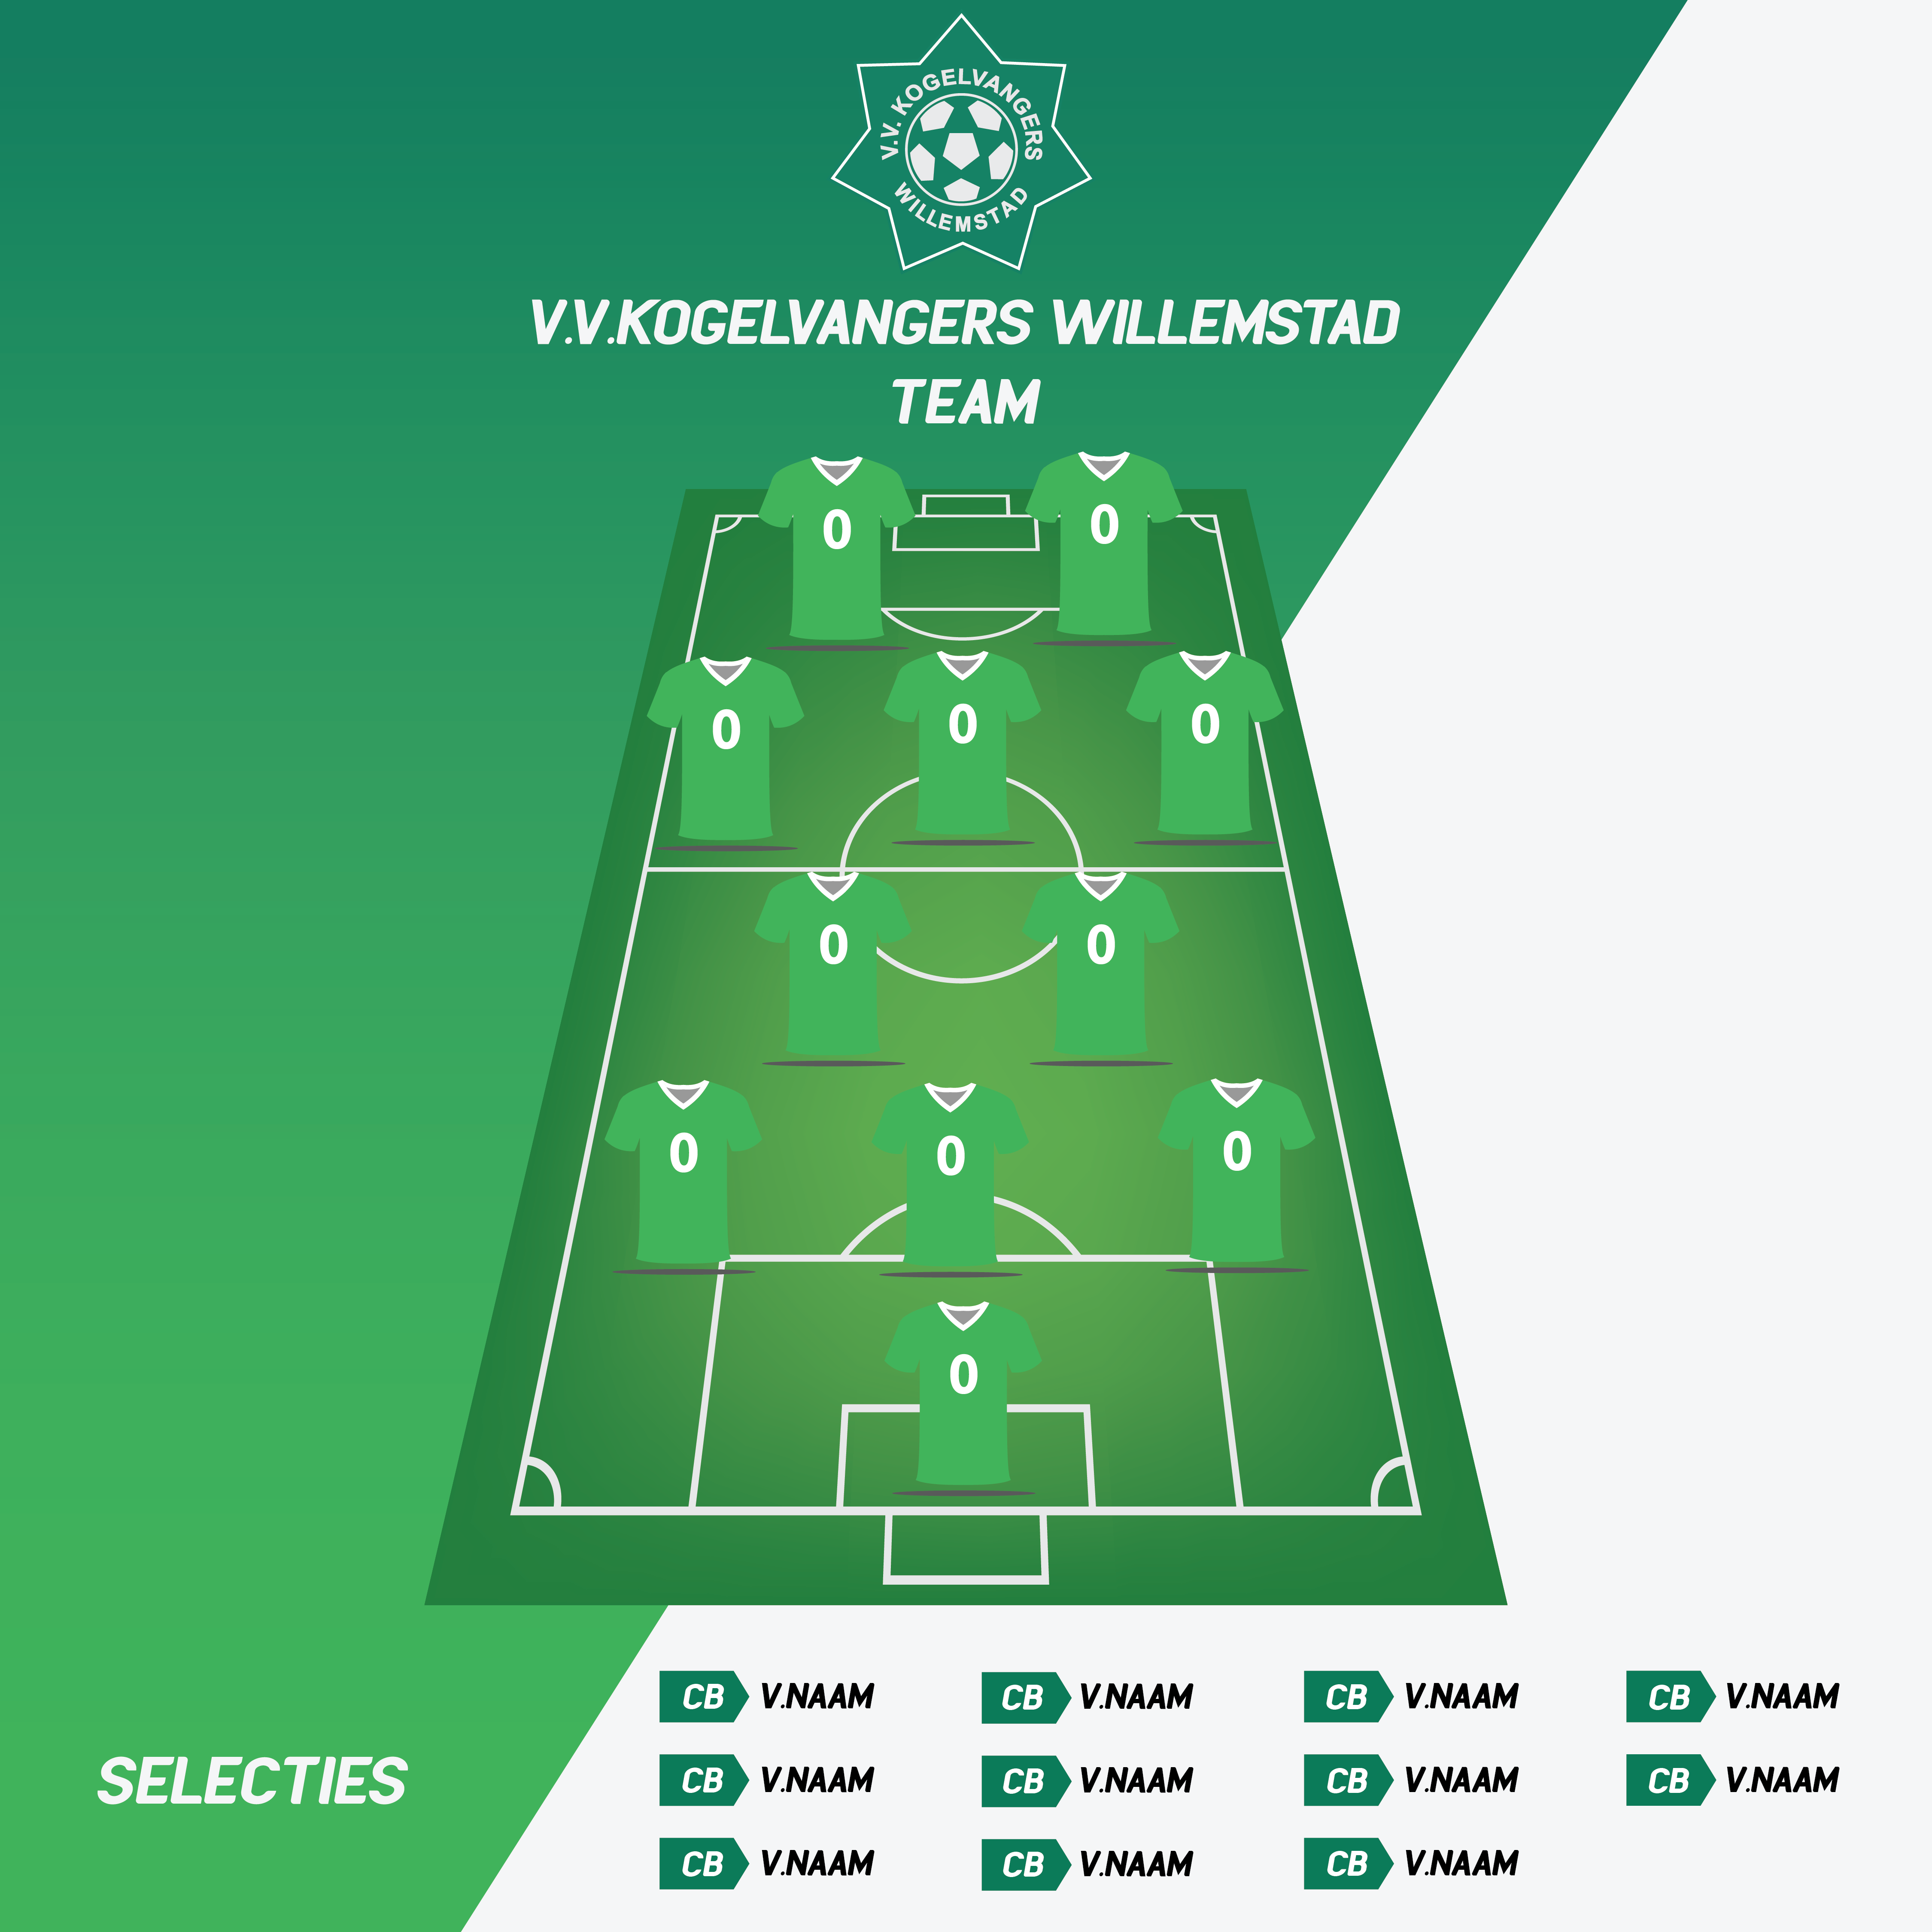 V.V. KOGELVANGERS
WILLEMSTAD
V.V.KOGELVANGERS WILLEMSTAD
TEAM
0 0
0 0 0
0 0
0 0 0
0
SELECTIES
CB V.NAAM CB V.NAAM CB V.NAAM CB V.NAAM
CB V.NAAM CB V.NAAM CB V.NAAM CB V.NAAM
CB V.NAAM CB V.NAAM CB V.NAAM